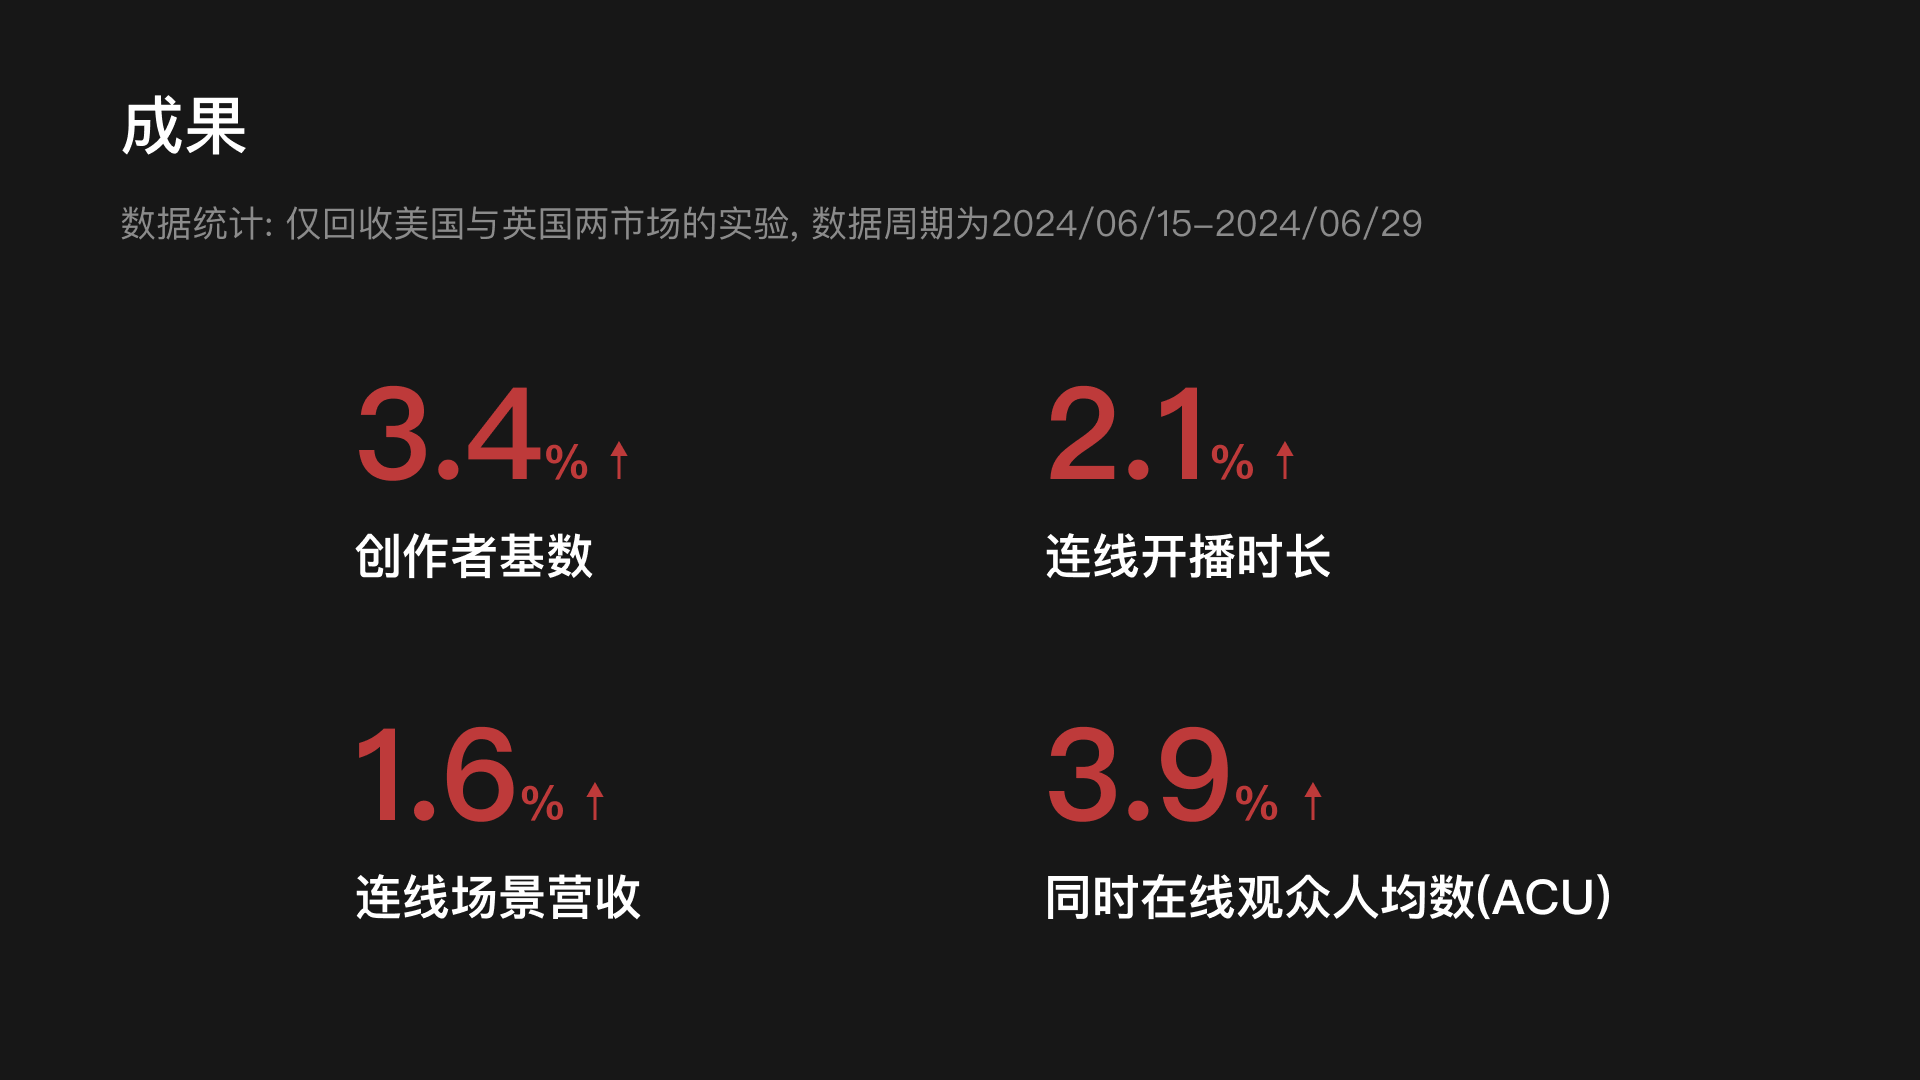 成果
数据统计: 仅回收美国与英国两市场的实验, 数据周期为2024/06/15-2024/06/29
3.4% ↑
创作者基数
2.1% ↑
连线开播时长
1.6% ↑
连线场景营收
3.9% ↑
同时在线观众人均数(ACU)